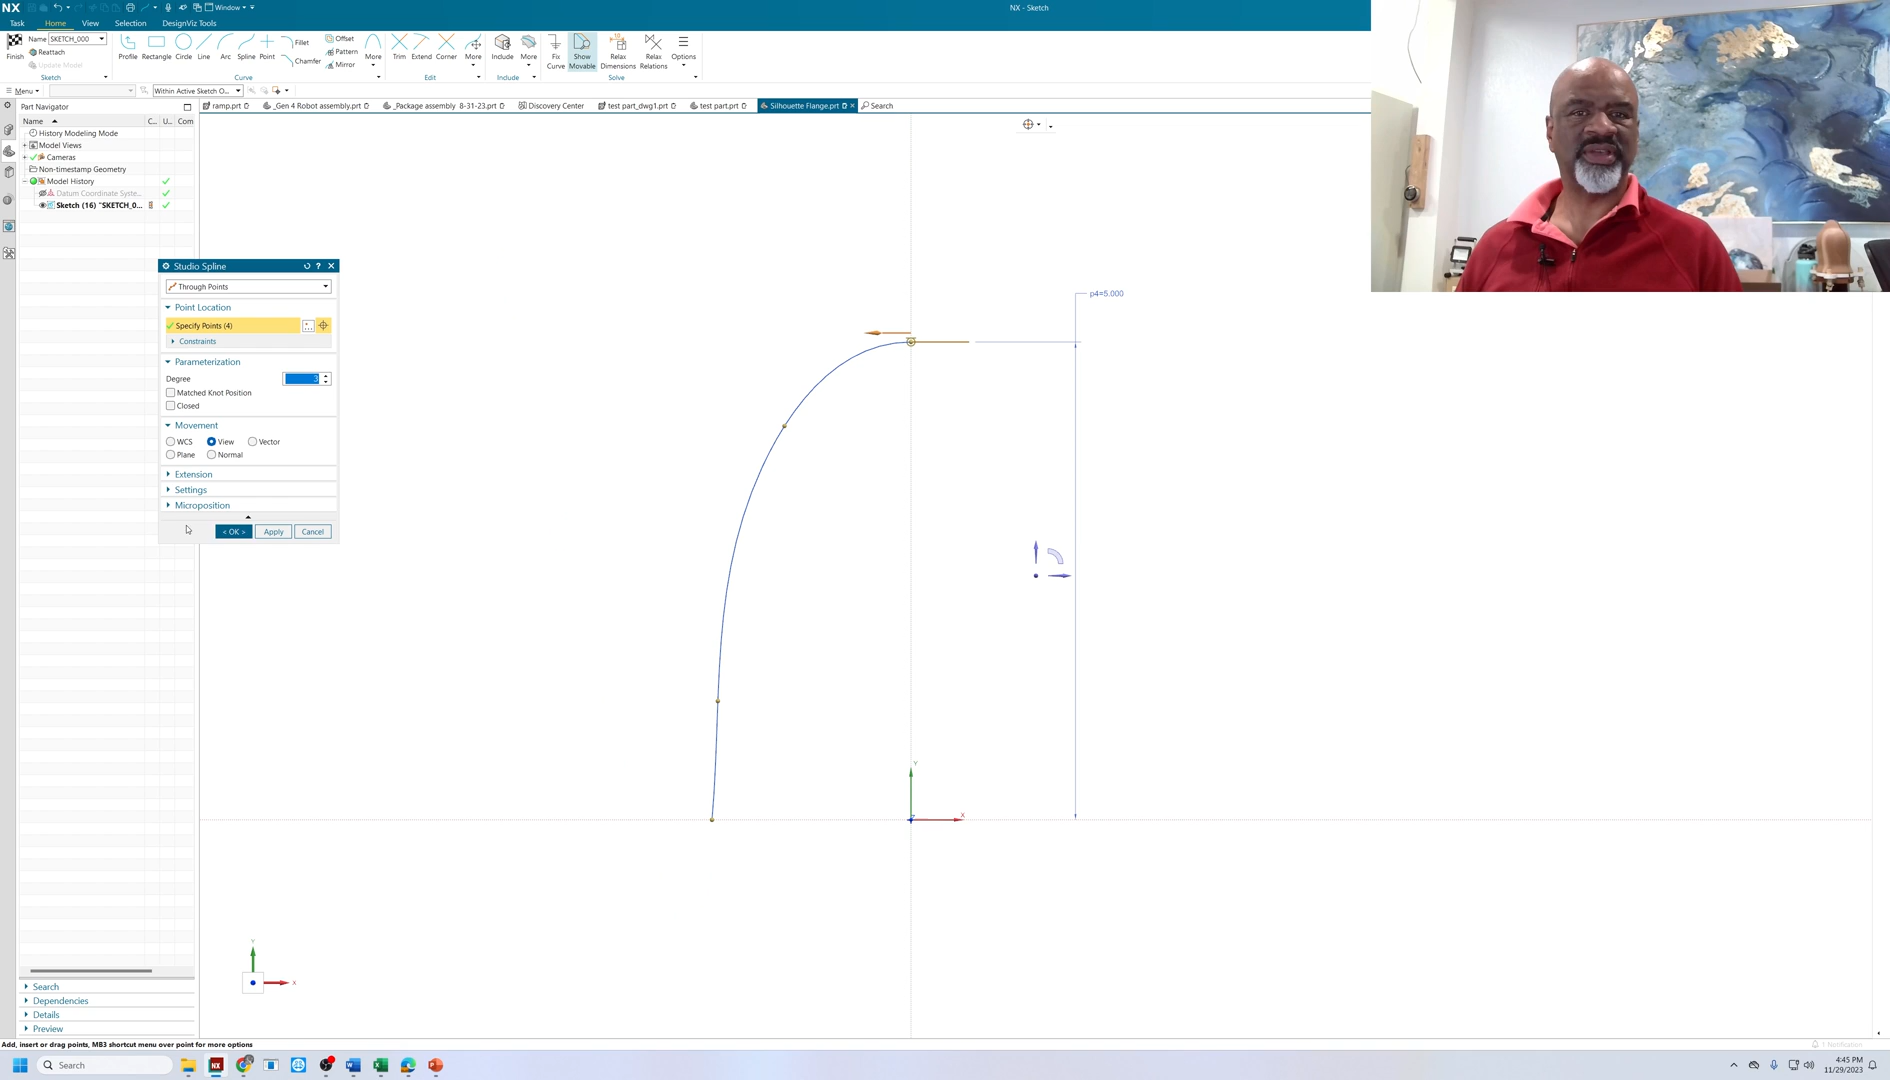 NX
Window
NX - Sketch
Task
Home
View
Selection
DesignViz Tools
Finish
Name SKETCH_000
Reattach
Update Model
Sketch
Profile
Rectangle
Circle
Line
Arc
Spline
Point
Fillet
Chamfer
Offset
Pattern
Mirror
More
Curve
Trim
Extend
Corner
More
Edit
Include
More
Include
Fix Curve
Show Movable
Relax Dimensions
Relax Relations
Options
Solve
Menu
Within Active Sketch O...
Part Navigator
ramp.prt
_Gen 4 Robot assembly.prt
_Package assembly 8-31-23.prt
Discovery Center
test part_dwg1.prt
test part.prt
Silhouette Flange.prt
Search
Name
C...
U...
Com
History Modeling Mode
Model Views
Cameras
Non-timestamp Geometry
Model History
Datum Coordinate Syste...
Sketch (16) "SKETCH_0...
Studio Spline
Through Points
Point Location
Specify Points (4)
Constraints
Parameterization
Degree
3
Matched Knot Position
Closed
Movement
WCS
View
Vector
Plane
Normal
Extension
Settings
Microposition
< OK >
Apply
Cancel
p4=5.000
Y
X
Y
X
Search
Dependencies
Details
Preview
Add, insert or drag points, MB3 shortcut menu over point for more options
1 Notification
Search
4:45 PM
11/29/2023